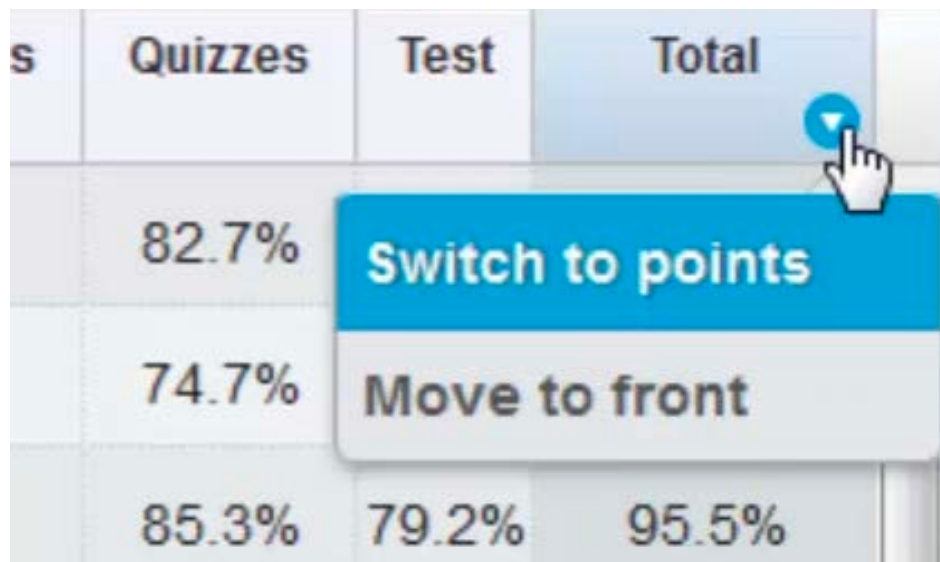 s Quizzes Test Total
82.7%
Switch to points
74.7%
Move to front
85.3% 79.2% 95.5%